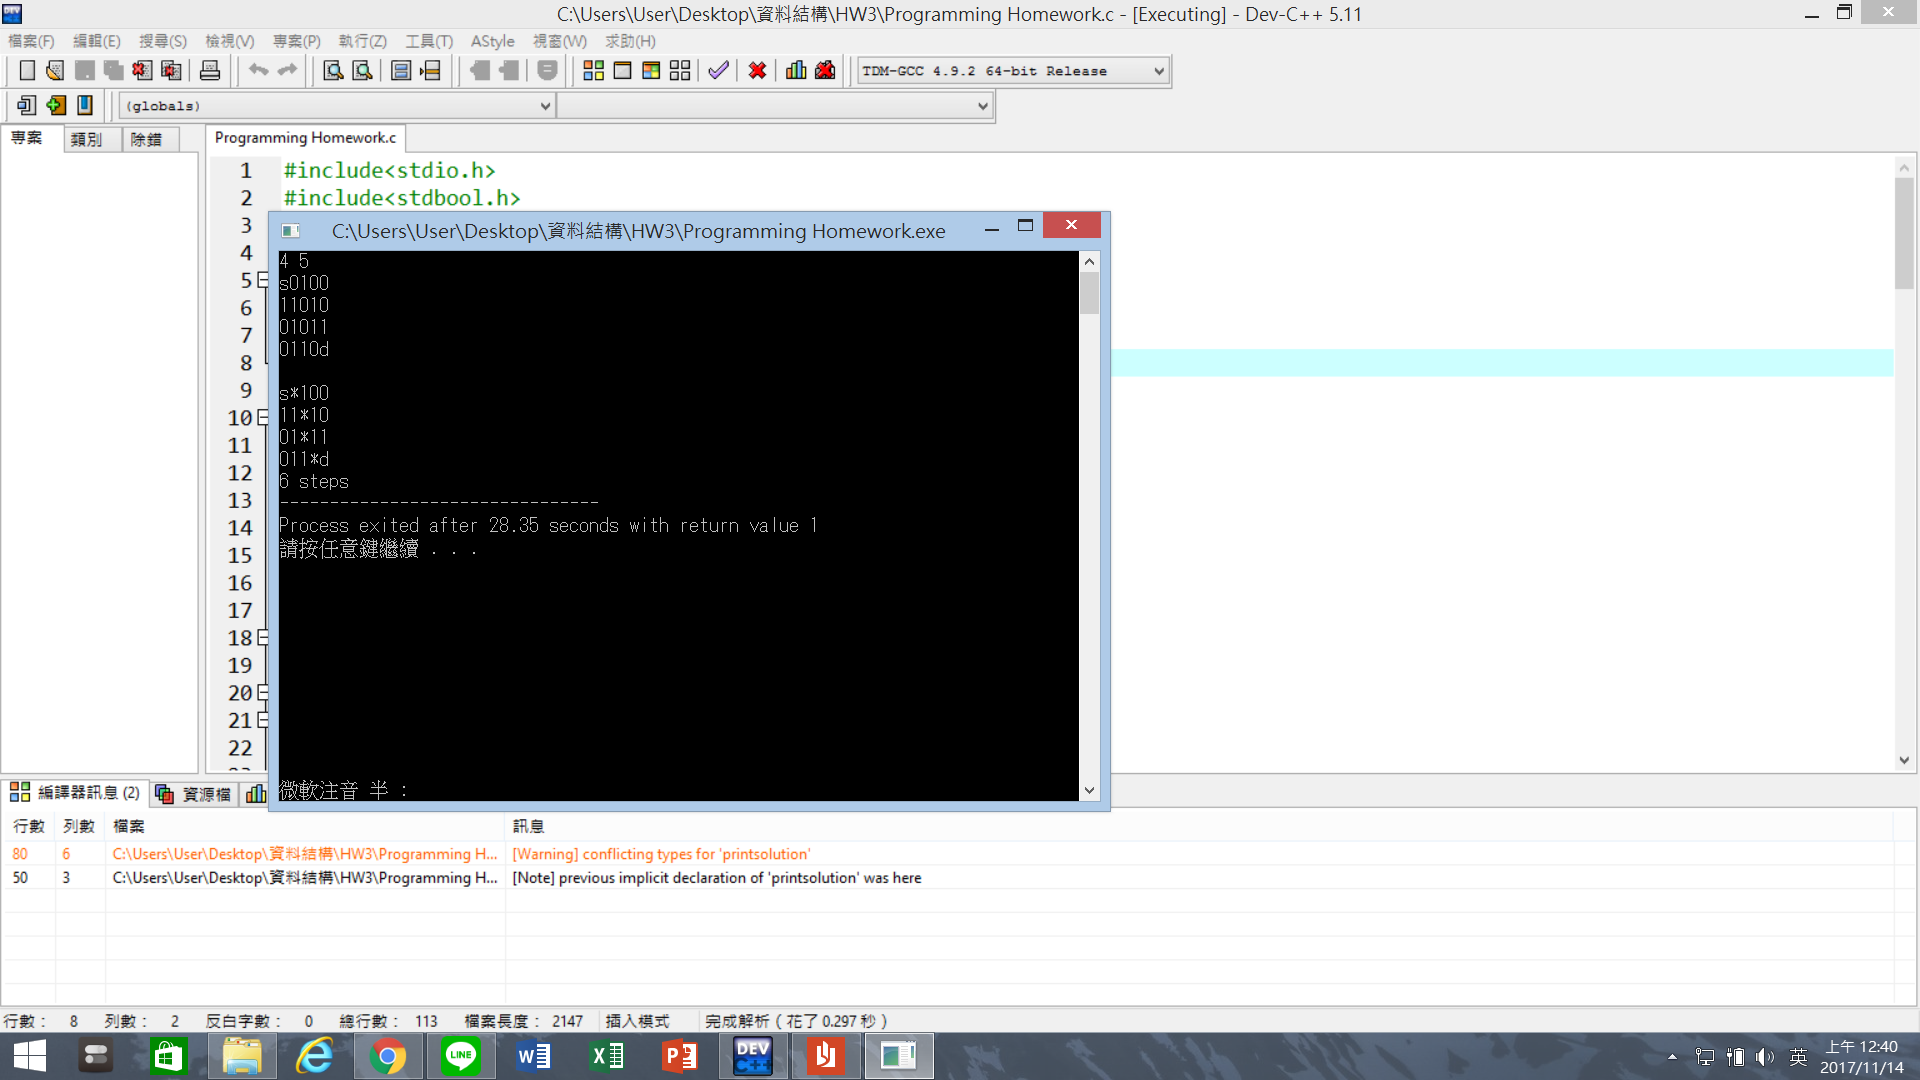 C:\Users\User\Desktop\資料結構\HW3\Programming Homework.c - [Executing] - Dev-C++ 5.11
檔案(F) 編輯(E) 搜尋(S) 檢視(V) 專案(P) 執行(Z) 工具(T) AStyle 視窗(W) 求助(H)
TDM-GCC 4.9.2 64-bit Release
(globals)
專案 類別 除錯
Programming Homework.c
1 #include<stdio.h>
2 #include<stdbool.h>
3
4
5
6
7
8
9
10
11
12
13
14
15
16
17
18
19
20
21
22
C:\Users\User\Desktop\資料結構\HW3\Programming Homework.exe
4 5
s0100
11010
01011
0110d
s*100
11*10
01*11
011*d
6 steps
--------------------------------
Process exited after 28.35 seconds with return value 1
請按任意鍵繼續 . . .
微軟注音 半 :
編譯器訊息 (2) 資源檔
行數 列數 檔案 訊息
80 6 C:\Users\User\Desktop\資料結構\HW3\Programming H... [Warning] conflicting types for 'printsolution'
50 3 C:\Users\User\Desktop\資料結構\HW3\Programming H... [Note] previous implicit declaration of 'printsolution' was here
行數： 8 列數： 2 反白字數： 0 總行數： 113 檔案長度： 2147 插入模式 完成解析（花了 0.297 秒）
LINE
DEV C++
英
上午 12:40
2017/11/14